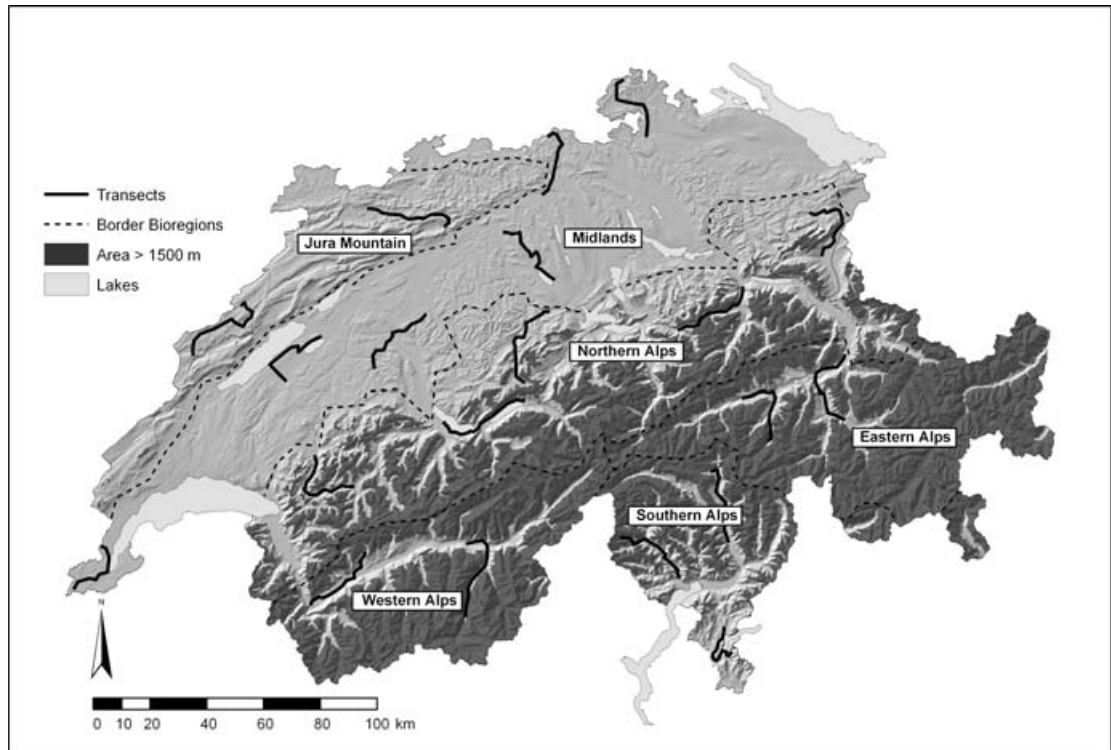 Transects
Border Bioregions
Area > 1500 m
Lakes
Jura Mountain
Midlands
Northern Alps
Eastern Alps
Southern Alps
Western Alps
N
0 10 20 40 60 80 100 km